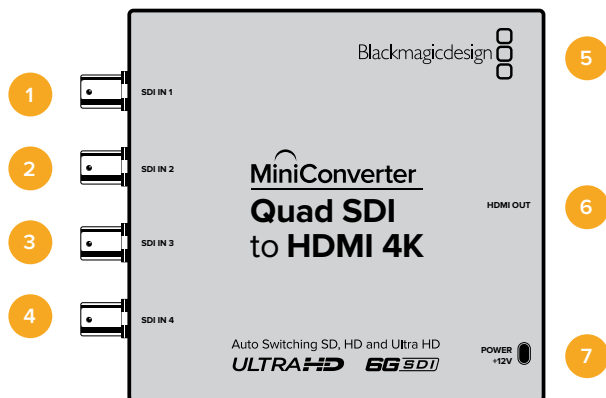 Blackmagicdesign
5
1
SDI IN 1
2
SDI IN 2
MiniConverter
Quad SDI
to HDMI 4K
HDMI OUT
6
3
SDI IN 3
4
SDI IN 4
Auto Switching SD, HD and Ultra HD
ULTRAHD 6G SDI
POWER
+12V
7